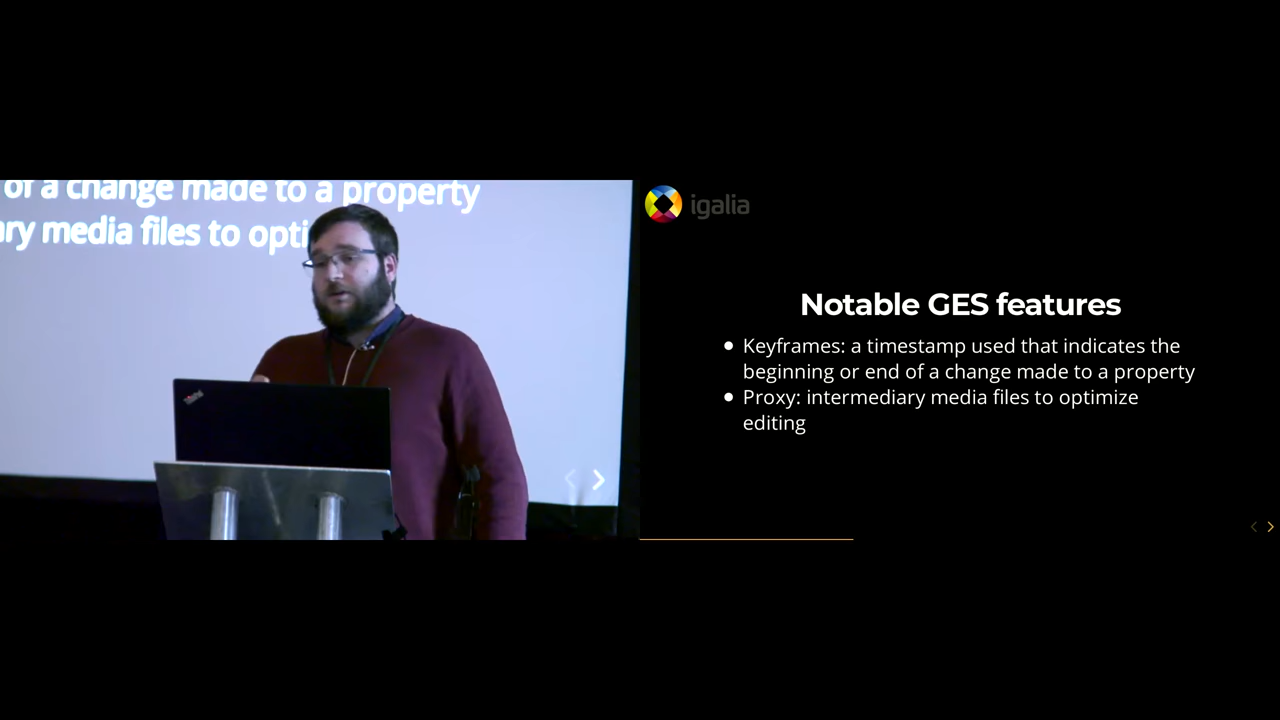 of a change made to a property
ry media files to opti
igalia
Notable GES features
Keyframes: a timestamp used that indicates the
beginning or end of a change made to a property
Proxy: intermediary media files to optimize
editing